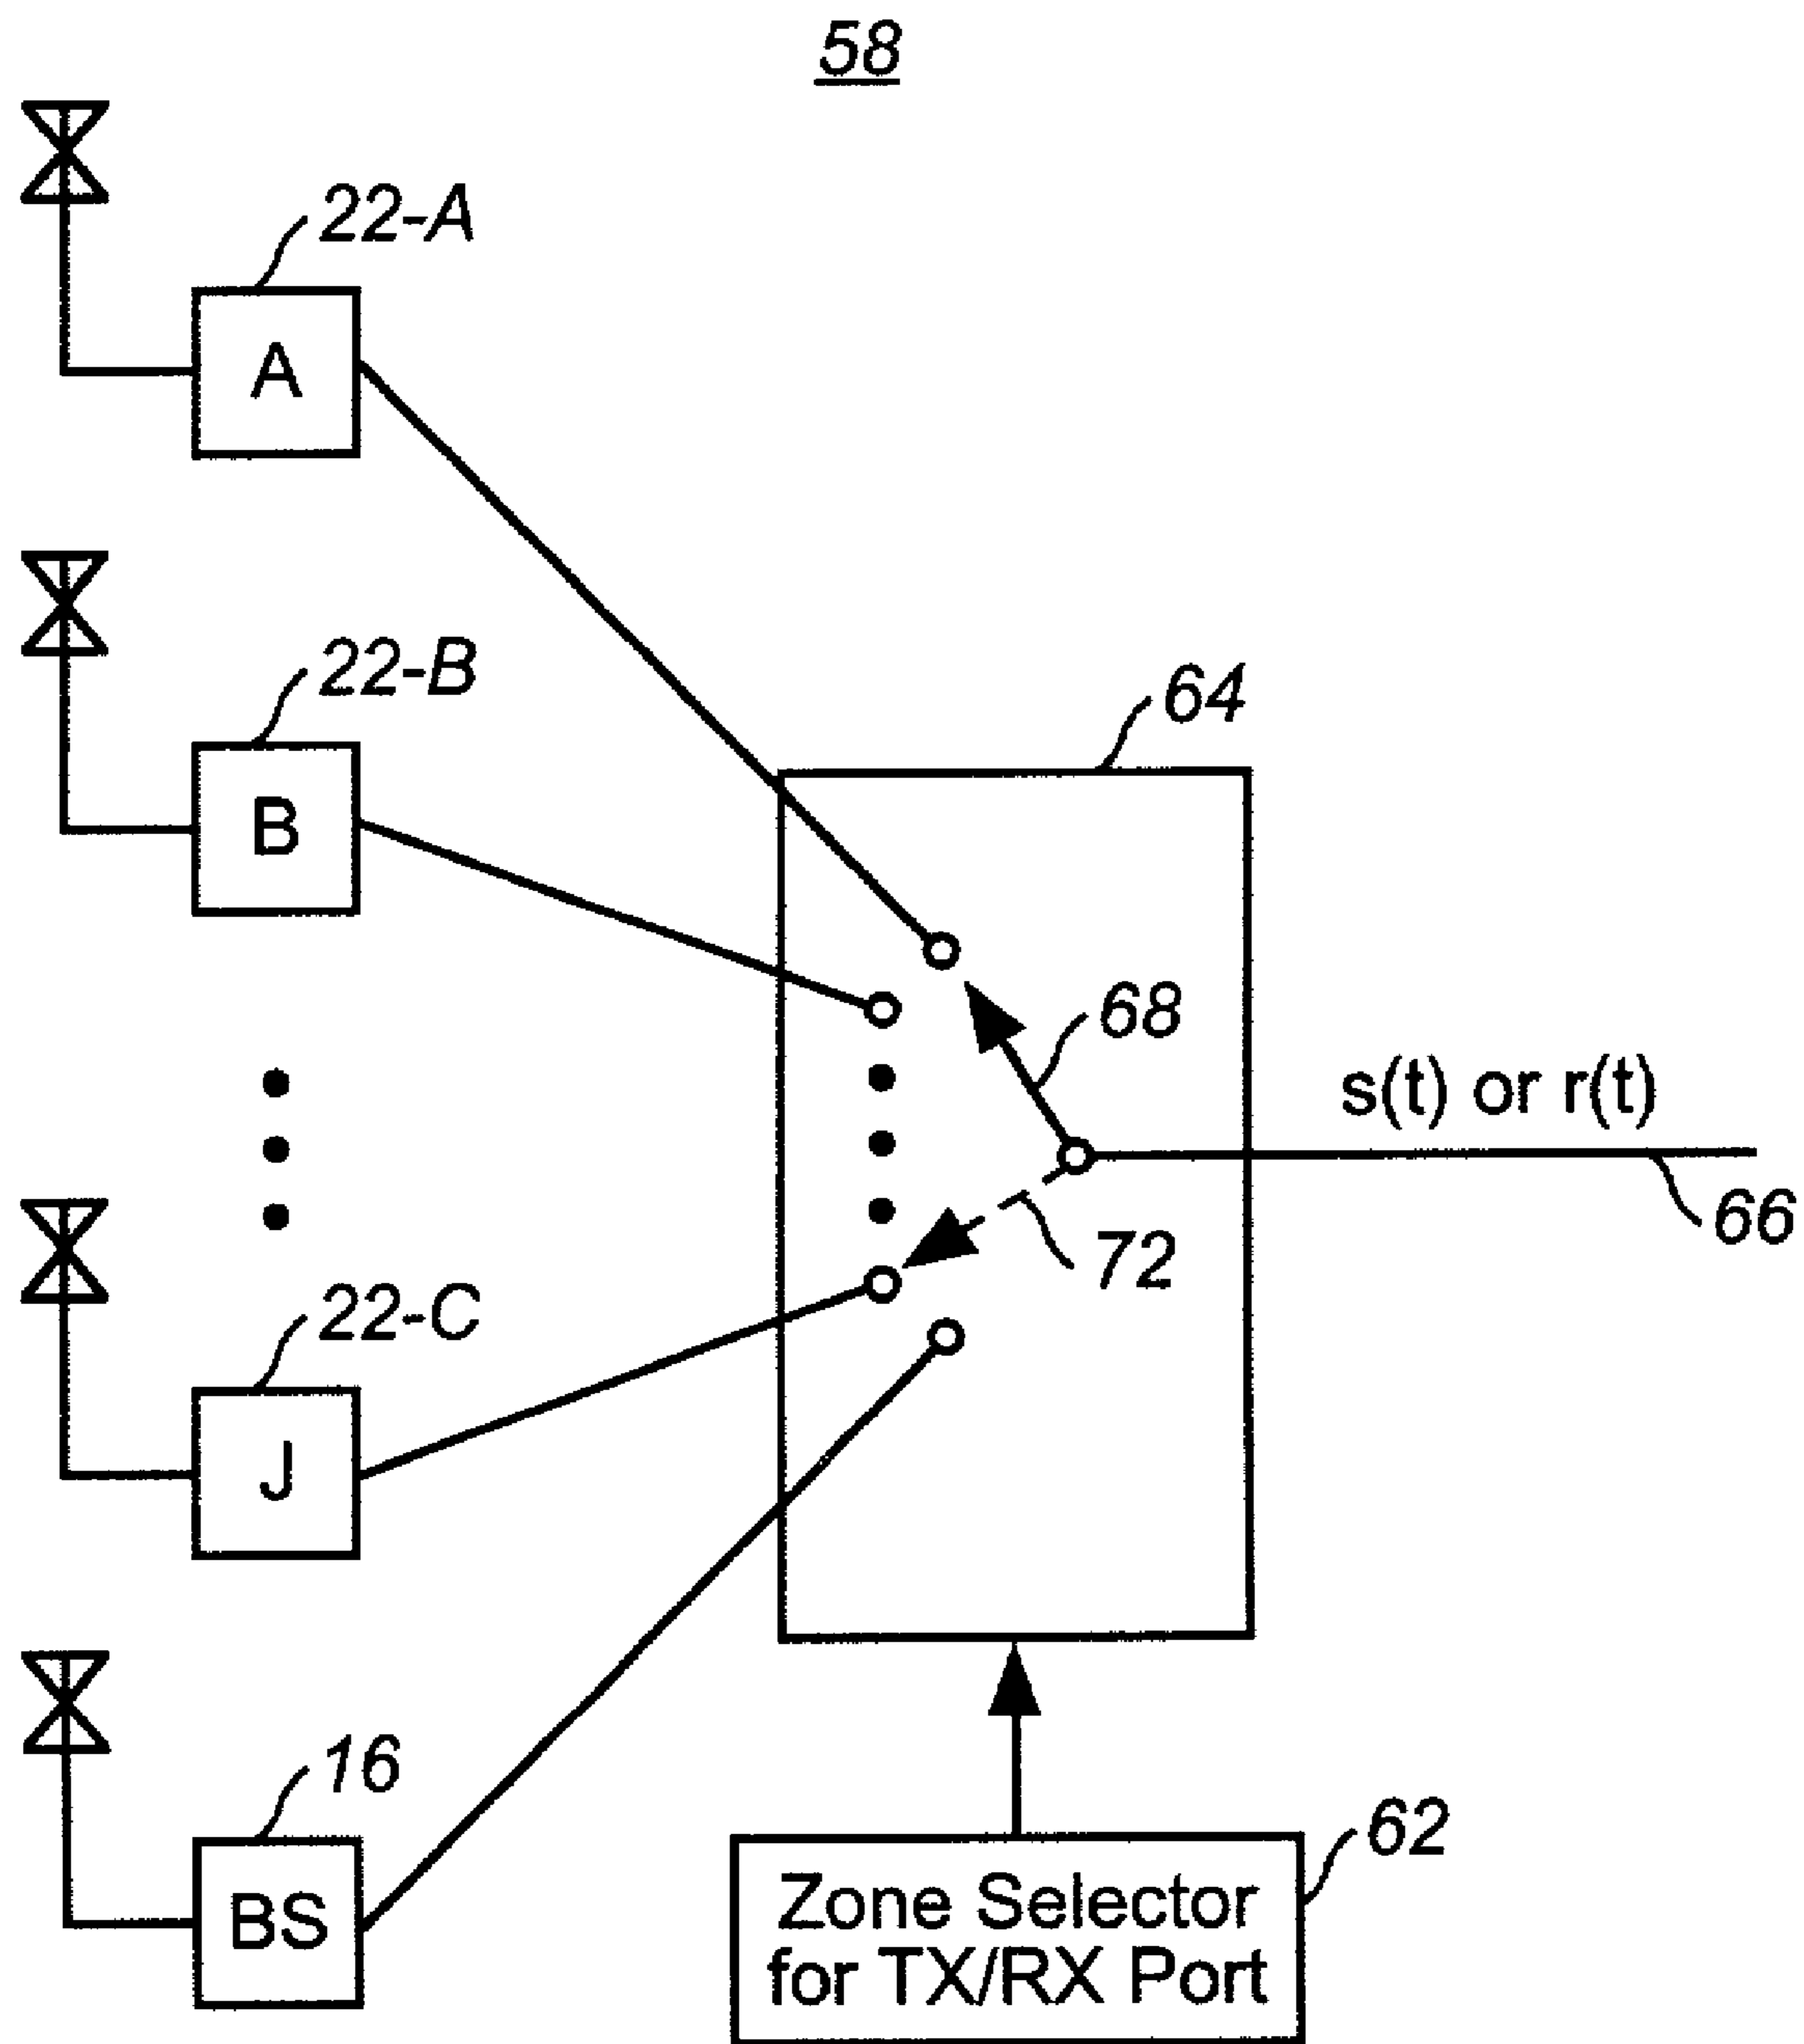 58
22-A
A
22-B
B
64
68
s(t) or r(t)
66
72
22-C
J
16
BS
62
Zone Selector
for TX/RX Port